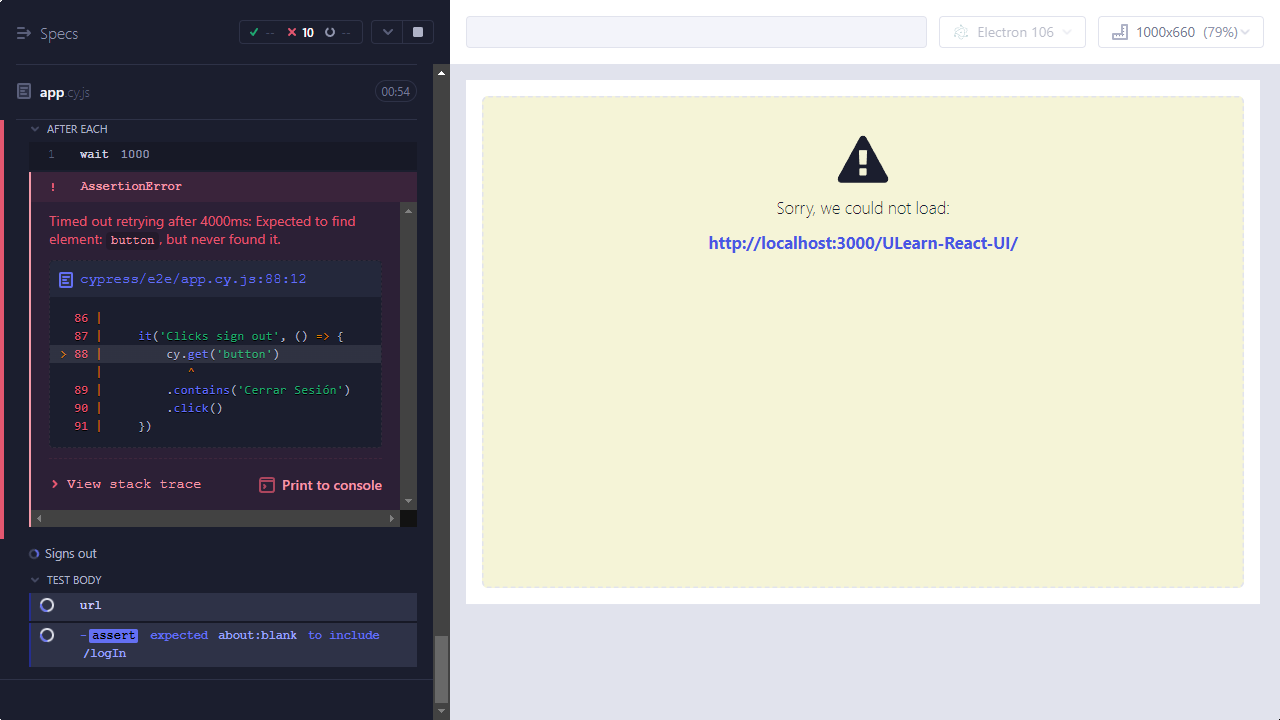 Specs
-- 10 --
app.cy.js
00:54
AFTER EACH
1 wait 1000
! AssertionError
Timed out retrying after 4000ms: Expected to find
element: button, but never found it.
cypress/e2e/app.cy.js:88:12
86 |
87 | it('Clicks sign out', () => {
> 88 | cy.get('button')
| ^
89 | .contains('Cerrar Sesión')
90 | .click()
91 | })
View stack trace
Print to console
Signs out
TEST BODY
url
-assert expected about:blank to include
/logIn
Electron 106
1000x660 (79%)
Sorry, we could not load:
http://localhost:3000/ULearn-React-UI/